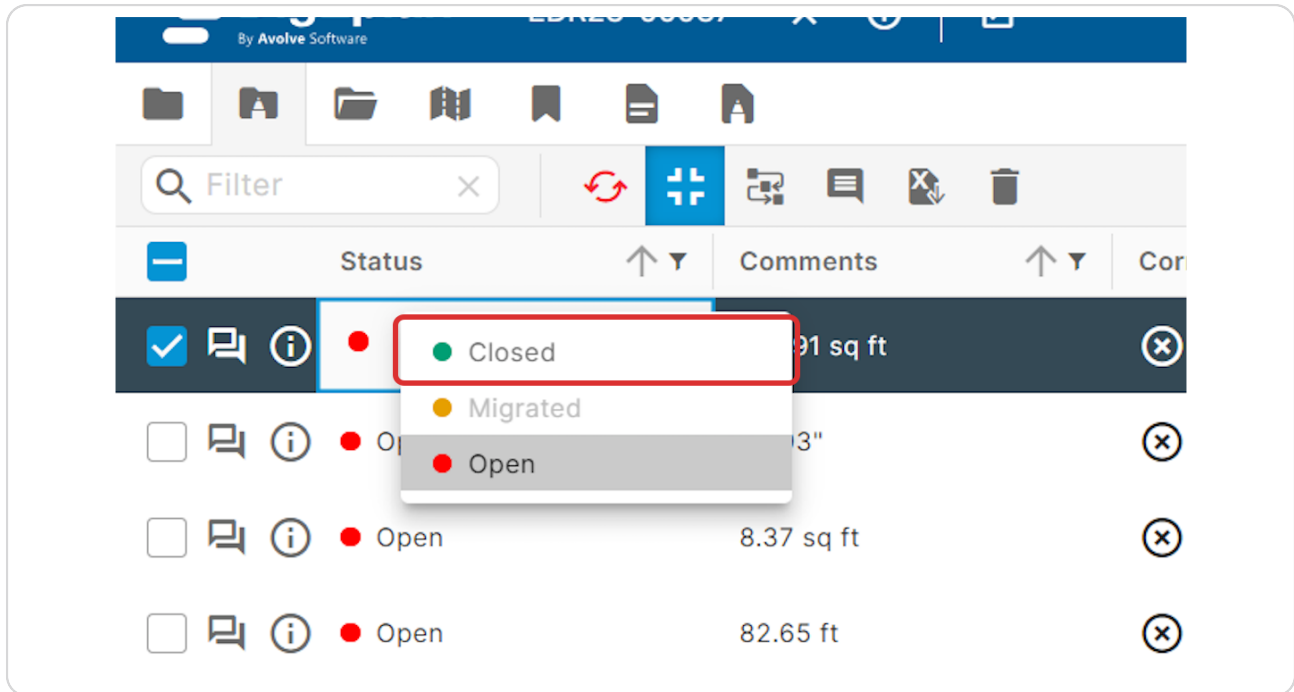 By Avolve Software
Filter
Status Comments
Closed 91 sq ft
Migrated
Open
Open 8.37 sq ft
Open 82.65 ft